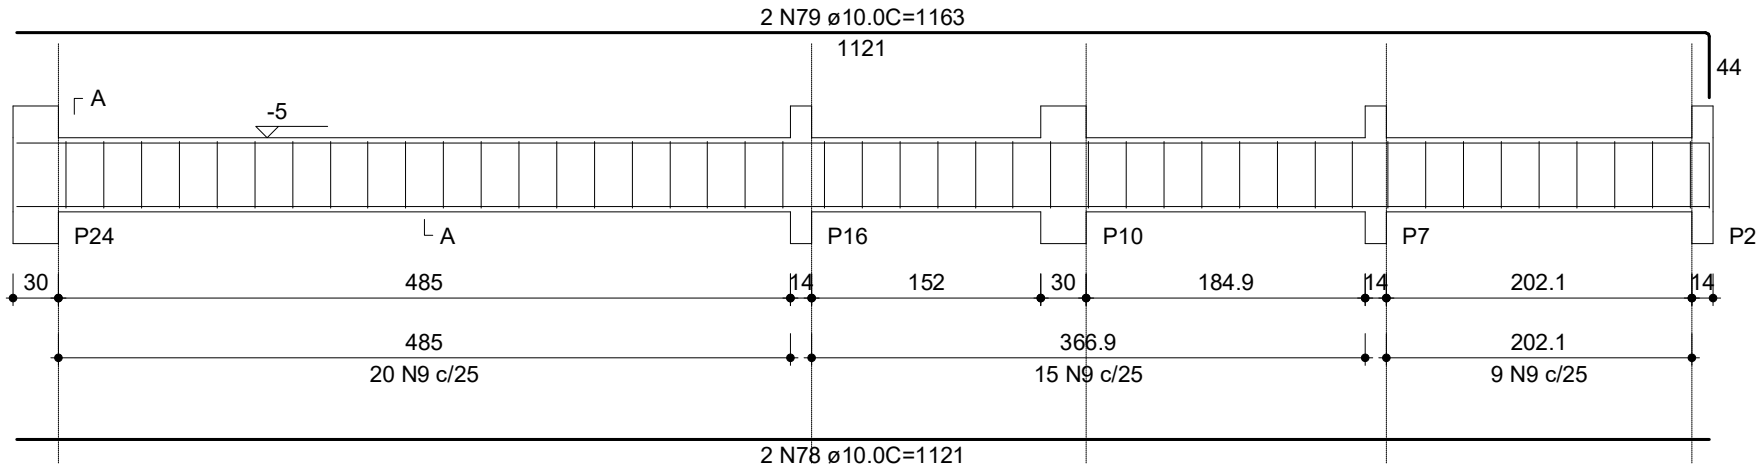 2 N79 ø10.0C=1163
1121
44
A
-5
A
P24 P16 P10 P7 P2
30 485 14 152 30 184.9 14 202.1 14
485 366.9 202.1
20 N9 c/25 15 N9 c/25 9 N9 c/25
2 N78 ø10.0C=1121